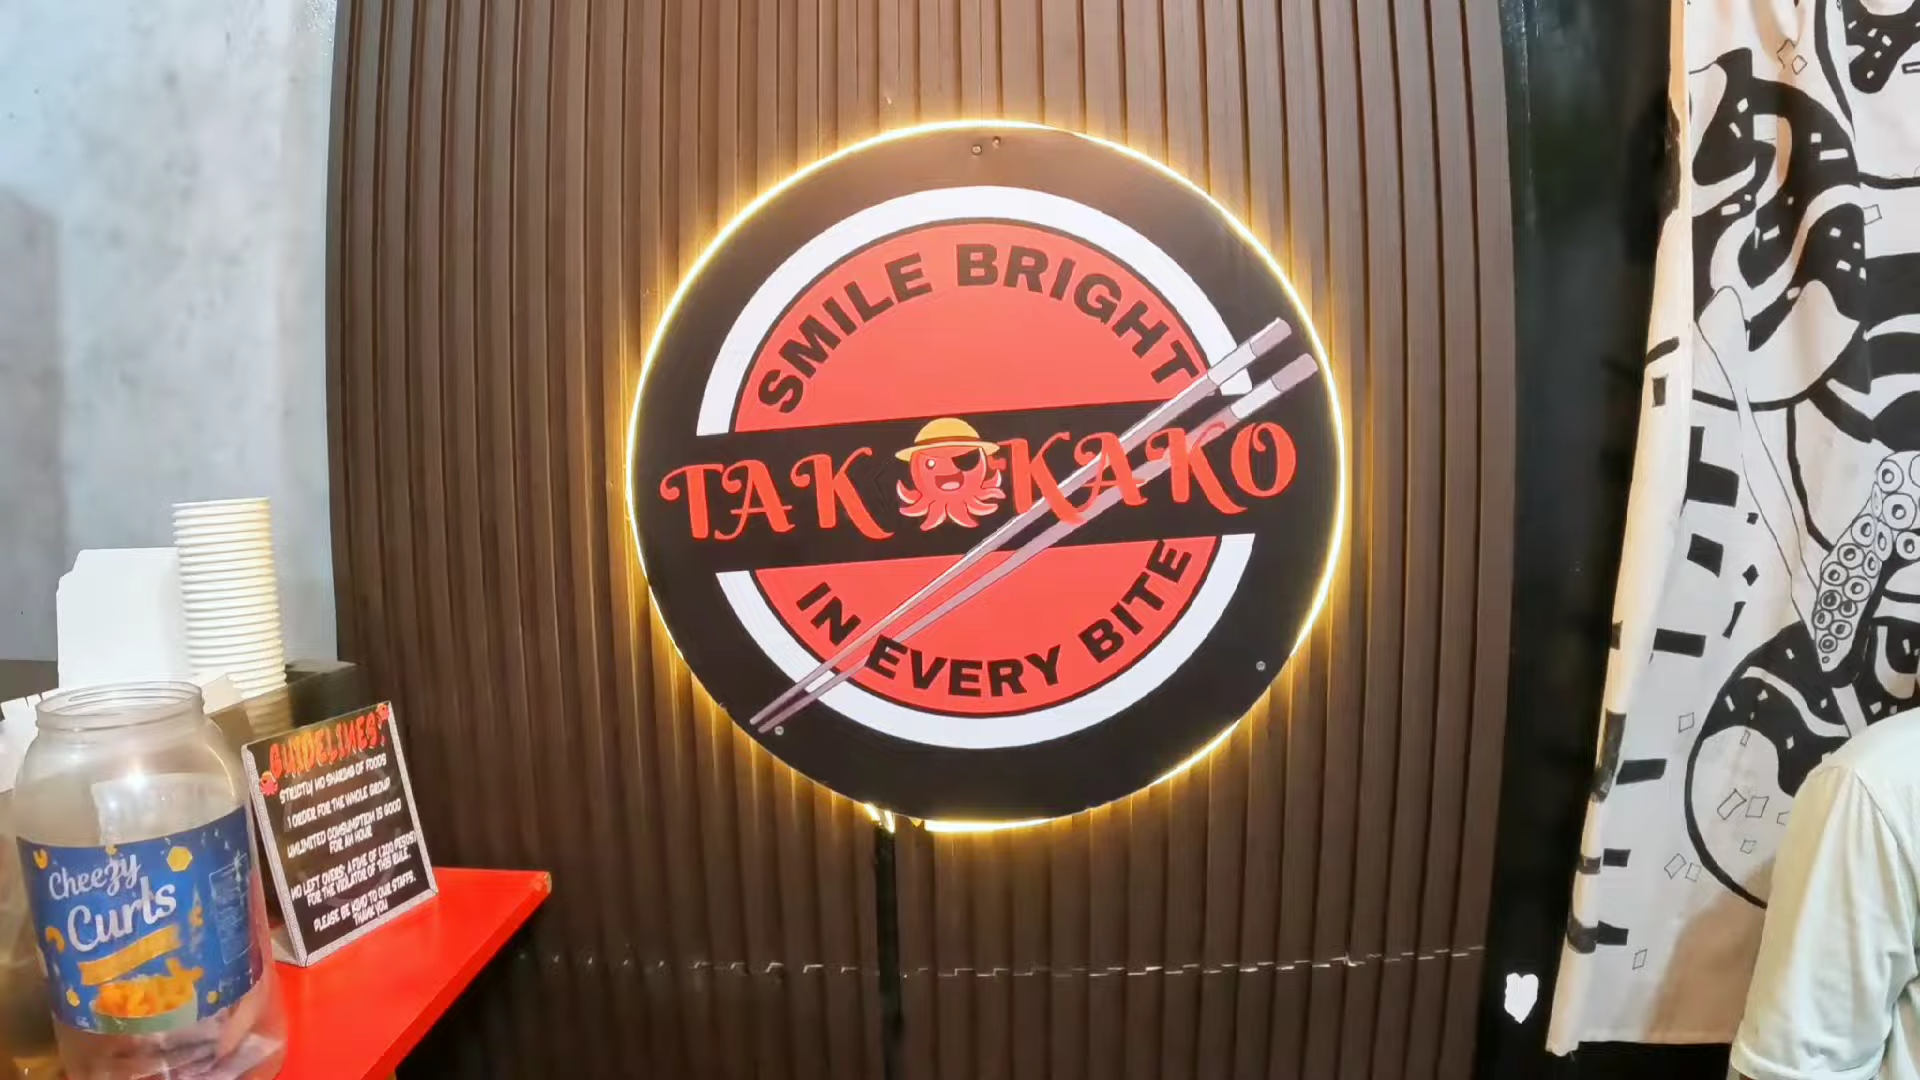 SMILE BRIGHT
TAK KAKO
IN EVERY BITE
GUIDELINES:
STRICTLY NO SHARING OF FOODS
1 ORDER FOR THE WHOLE GROUP
UNLIMITED CONSUMPTION IS GOOD
FOR AN HOUR
NO LEFT OVERS: A FINE OF (200 PESOS)
FOR THE VIOLATOR OF THIS RULE.
PLEASE BE KIND TO OUR STAFFS.
THANK YOU
Cheezy
Curls